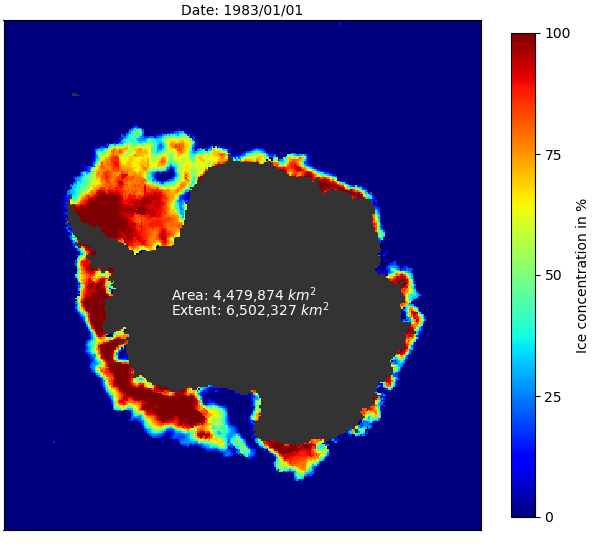 Date: 1983/01/01
100
75
50
25
0
Ice concentration in %
Area: 4,479,874 km²
Extent: 6,502,327 km²